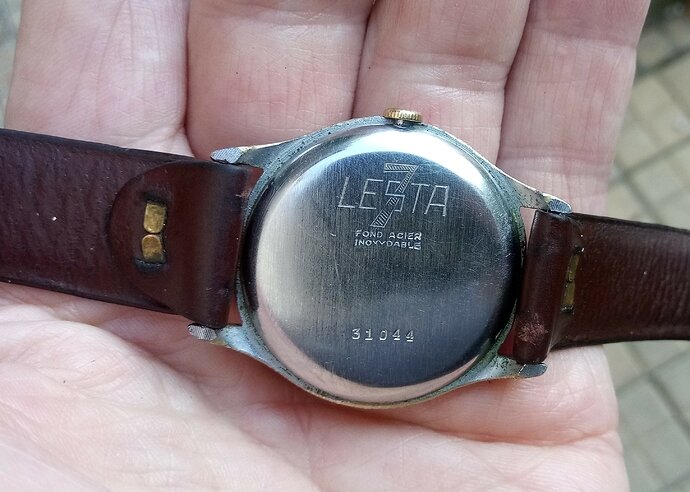 LESTA
FOND ACIER
INOXYDABLE
31044